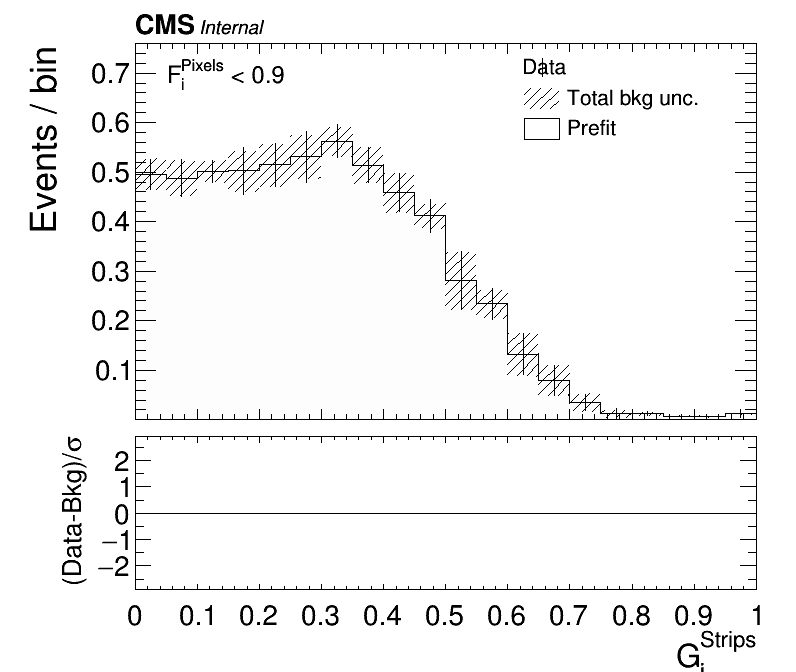 CMS Internal
F_i^Pixels < 0.9
Data
Total bkg unc.
Prefit
Events / bin
0.7
0.6
0.5
0.4
0.3
0.2
0.1
(Data-Bkg)/σ
2
1
0
−1
−2
0 0.1 0.2 0.3 0.4 0.5 0.6 0.7 0.8 0.9 1
G_i^Strips